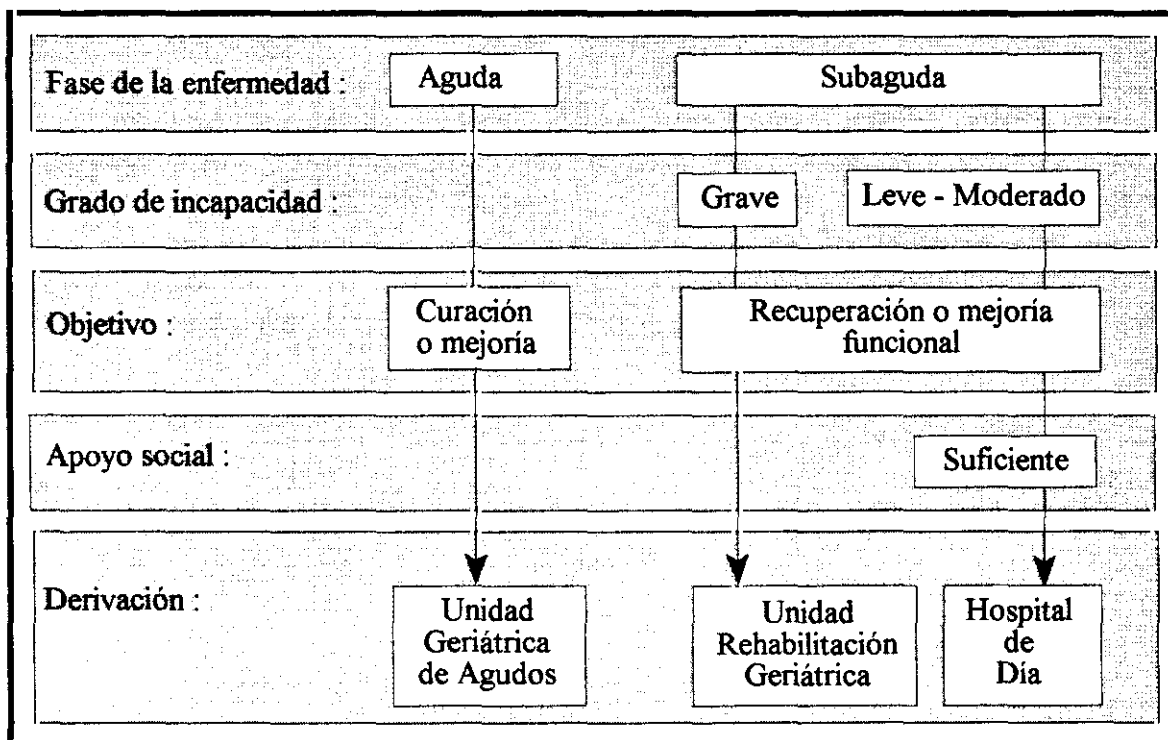 Fase de la enfermedad :
Aguda
Subaguda
Grado de incapacidad :
Grave
Leve - Moderado
Objetivo :
Curación
o mejoría
Recuperación o mejoría
funcional
Apoyo social :
Suficiente
Derivación :
Unidad
Geriátrica
de Agudos
Unidad
Rehabilitación
Geriátrica
Hospital
de
Día